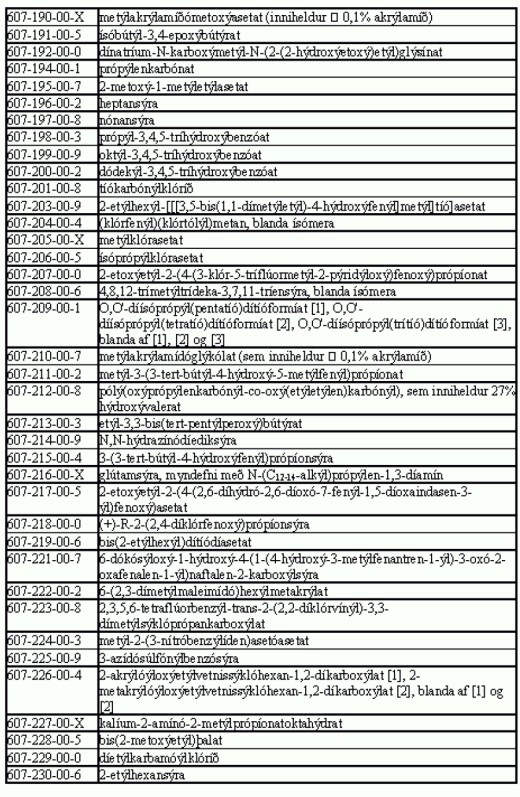 607-190-00-X metýlakrýlamíðómetoxýasetat (inniheldur □ 0,1% akrýlamíð)
607-191-00-5 ísóbútýl-3,4-epoxýbútýrat
607-192-00-0 dínatríum-N-karboxýmetýl-N-(2-(2-hýdroxýetoxý)etýl)glýsínat
607-194-00-1 própýlenkarbónat
607-195-00-7 2-metoxý-1-metýletýlasetat
607-196-00-2 heptansýra
607-197-00-8 nónansýra
607-198-00-3 própýl-3,4,5-tríhýdroxýbenzóat
607-199-00-9 oktýl-3,4,5-tríhýdroxýbenzóat
607-200-00-2 dódekýl-3,4,5-tríhýdroxýbenzóat
607-201-00-8 tíókarbónýlklóríð
607-203-00-9 2-etýlhexýl-[[[3,5-bis(1,1-dímetýletýl)-4-hýdroxýfenýl]metýl]tíó]asetat
607-204-00-4 (klórfenýl)(klórtólýl)metan, blanda ísómera
607-205-00-X metýlklórasetat
607-206-00-5 ísóprópýlklórasetat
607-207-00-0 2-etoxýetýl-2-(4-(3-klór-5-tríflúormetýl-2-pýridýloxý)fenoxý)própíonat
607-208-00-6 4,8,12-trímetýltrídeka-3,7,11-tríensýra, blanda ísómera
607-209-00-1 O,O'-díísóprópýl(pentatíó)dítíóformíat [1], O,O'-
díísóprópýl(tetratíó)dítíóformíat [2], O,O'-díísóprópýl(trítíó)dítíóformíat [3],
blanda af [1], [2] og [3]
607-210-00-7 metýlakrýlamídóglýkólat (sem inniheldur □ 0,1% akrýlamíð)
607-211-00-2 metýl-3-(3-tert-bútýl-4-hýdroxý-5-metýlfenýl)própíonat
607-212-00-8 pólý(oxýprópýlenkarbónýl-co-oxý(etýletýlen)karbónýl), sem inniheldur 27%
hýdroxývalerat
607-213-00-3 etýl-3,3-bis(tert-pentýlperoxý)bútýrat
607-214-00-9 N,N-hýdrazínódíediksýra
607-215-00-4 3-(3-tert-bútýl-4-hýdroxýfenýl)própíonsýra
607-216-00-X glútamsýra, myndefni með N-(C₁₂₋₁₄-alkýl)própýlen-1,3-díamín
607-217-00-5 2-etoxýetýl-2-(4-(2,6-díhýdró-2,6-díoxó-7-fenýl-1,5-díoxaindasen-3-
ýl)fenoxý)asetat
607-218-00-0 (+)-R-2-(2,4-díklórfenoxý)própíonsýra
607-219-00-6 bis(2-etýlhexýl)dítíódíasetat
607-221-00-7 6-dókósýloxý-1-hýdroxý-4-(1-(4-hýdroxý-3-metýlfenantren-1-ýl)-3-oxó-2-
oxafenalen-1-ýl)naftalen-2-karboxýlsýra
607-222-00-2 6-(2,3-dímetýlmaleimídó)hexýlmetakrýlat
607-223-00-8 2,3,5,6-tetraflúorbenzýl-trans-2-(2,2-díklórvínýl)-3,3-
dímetýlsýklóprópankarboxýlat
607-224-00-3 metýl-2-(3-nítróbenzýlíden)asetóasetat
607-225-00-9 3-azídósúlfónýlbenzósýra
607-226-00-4 2-akrýlóýloxýetýlvetnissýklóhexan-1,2-díkarboxýlat [1], 2-
metakrýlóýloxýetýlvetnissýklóhexan-1,2-díkarboxýlat [2], blanda af [1] og
[2]
607-227-00-X kalíum-2-amínó-2-metýlprópíonatoktahýdrat
607-228-00-5 bis(2-metoxýetýl)þalat
607-229-00-0 díetýlkarbamóýlklóríð
607-230-00-6 2-etýlhexansýra